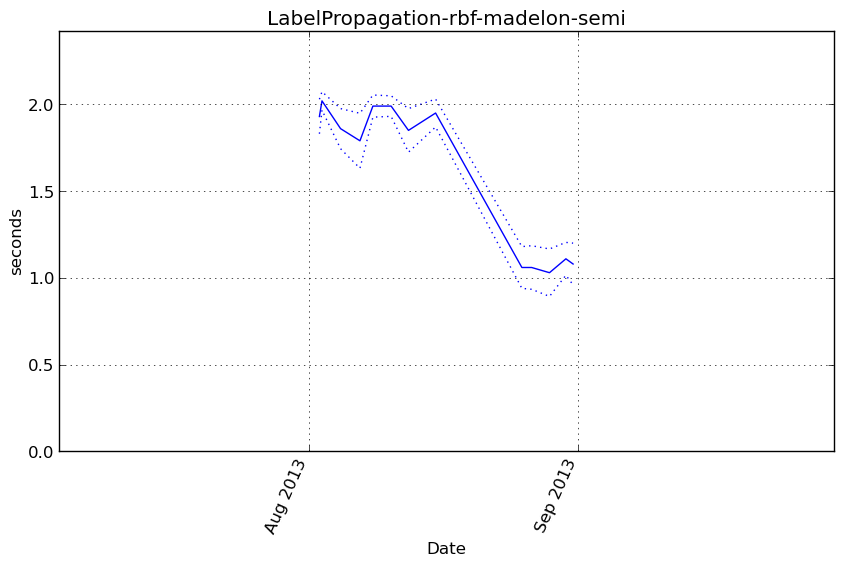 LabelPropagation-rbf-madelon-semi
2.0
1.5
1.0
0.5
0.0
seconds
Aug 2013
Sep 2013
Date